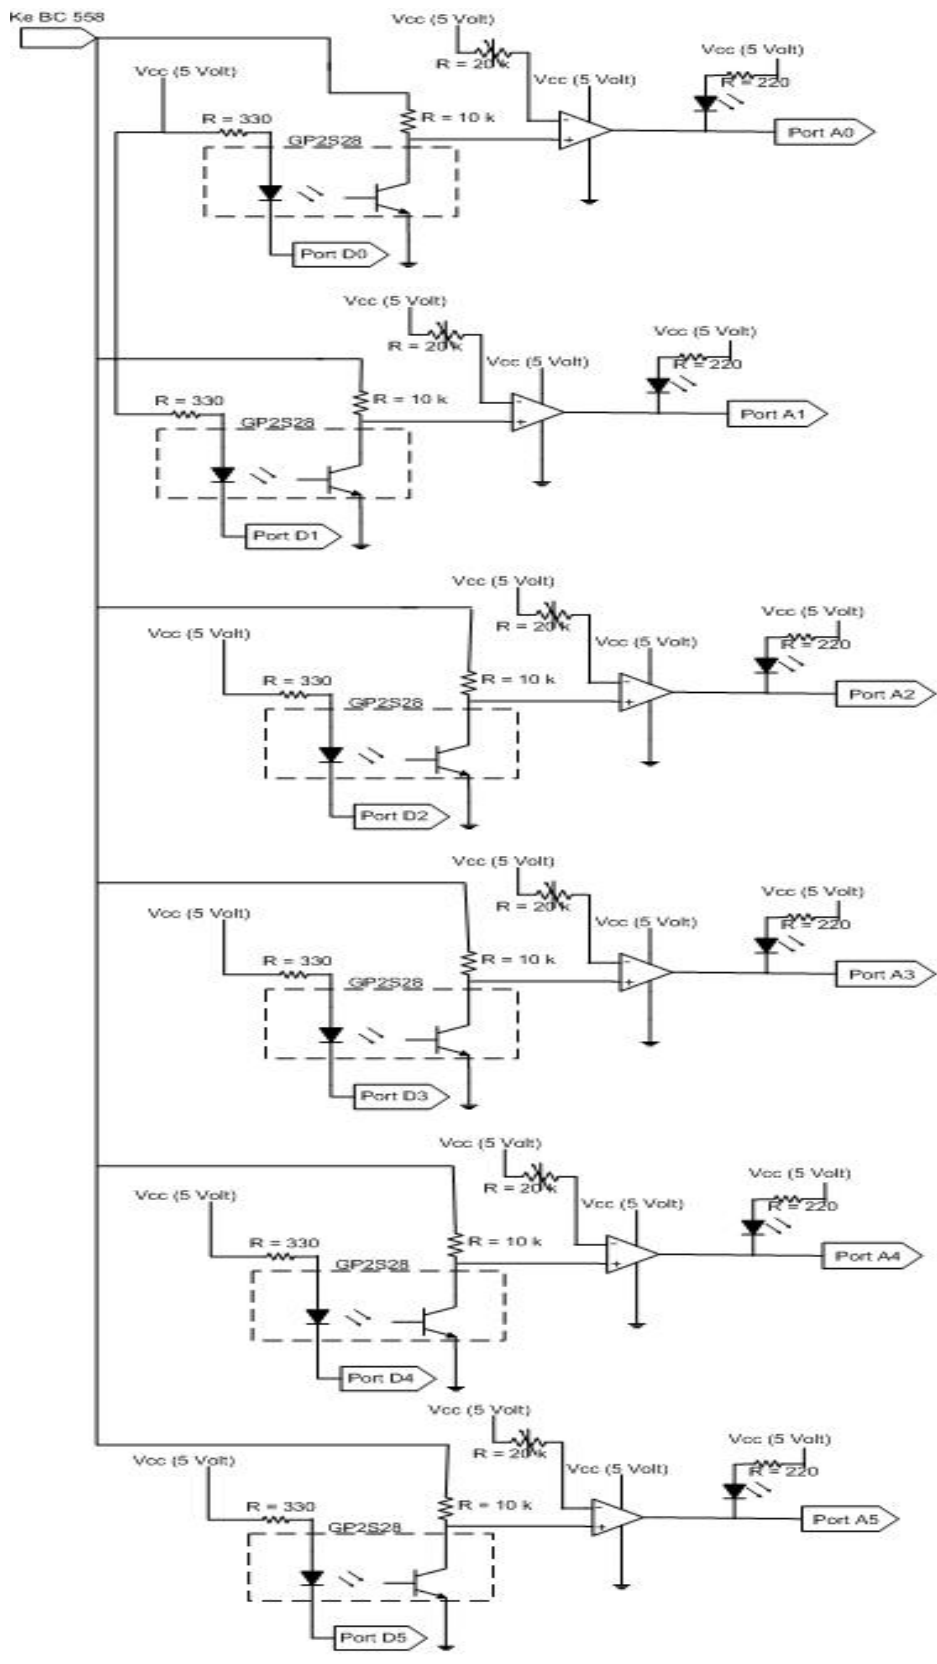 Ke BC 558
Vcc (5 Volt)
Vcc (5 Volt)
R = 20 k
Vcc (5 Volt)
R = 220
Vcc (5 Volt)
R = 330
R = 10 k
GP2S28
Port A0
Port D0
Vcc (5 Volt)
R = 20 k
Vcc (5 Volt)
R = 220
Vcc (5 Volt)
R = 330
R = 10 k
GP2S28
Port A1
Port D1
Vcc (5 Volt)
R = 20 k
Vcc (5 Volt)
R = 220
Vcc (5 Volt)
Vcc (5 Volt)
R = 330
R = 10 k
GP2S28
Port A2
Port D2
Vcc (5 Volt)
R = 20 k
Vcc (5 Volt)
R = 220
Vcc (5 Volt)
Vcc (5 Volt)
R = 330
R = 10 k
GP2S28
Port A3
Port D3
Vcc (5 Volt)
R = 20 k
Vcc (5 Volt)
R = 220
Vcc (5 Volt)
Vcc (5 Volt)
R = 330
R = 10 k
GP2S28
Port A4
Port D4
Vcc (5 Volt)
R = 20 k
Vcc (5 Volt)
R = 220
Vcc (5 Volt)
Vcc (5 Volt)
R = 330
R = 10 k
GP2S28
Port A5
Port D5